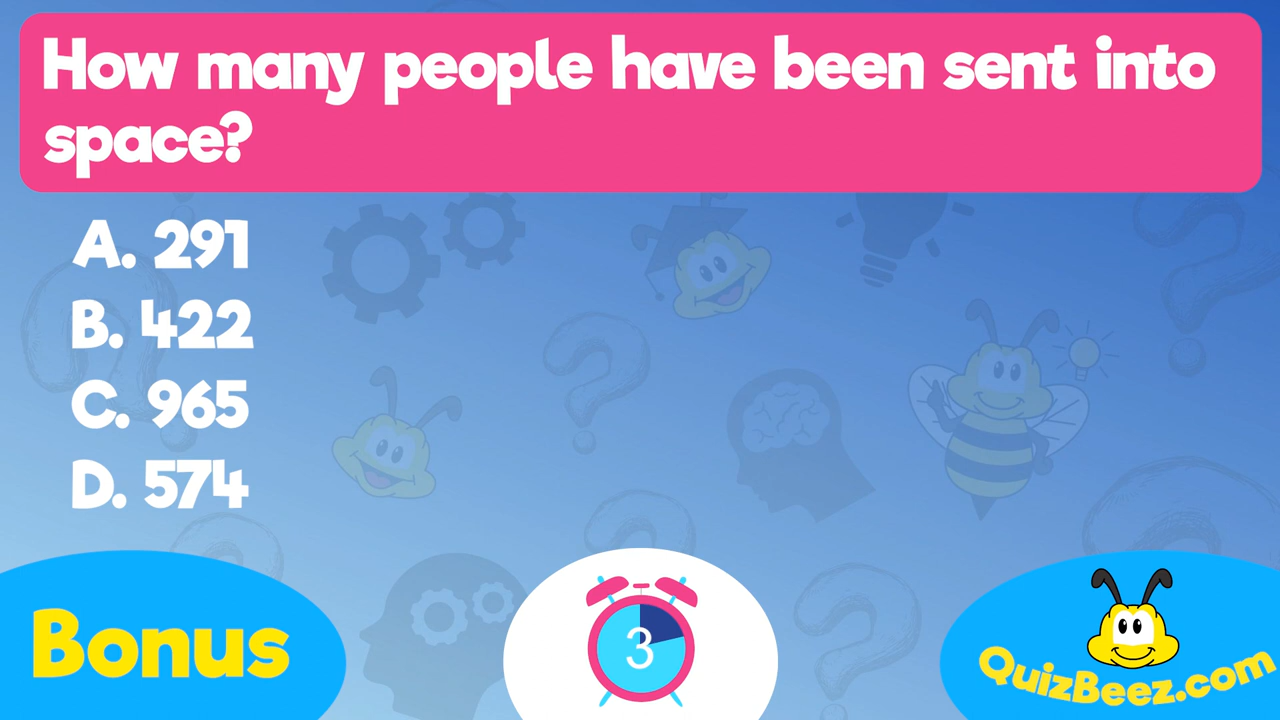 How many people have been sent into
space?
A. 291
B. 422
C. 965
D. 574
Bonus
3
QuizBeez.com